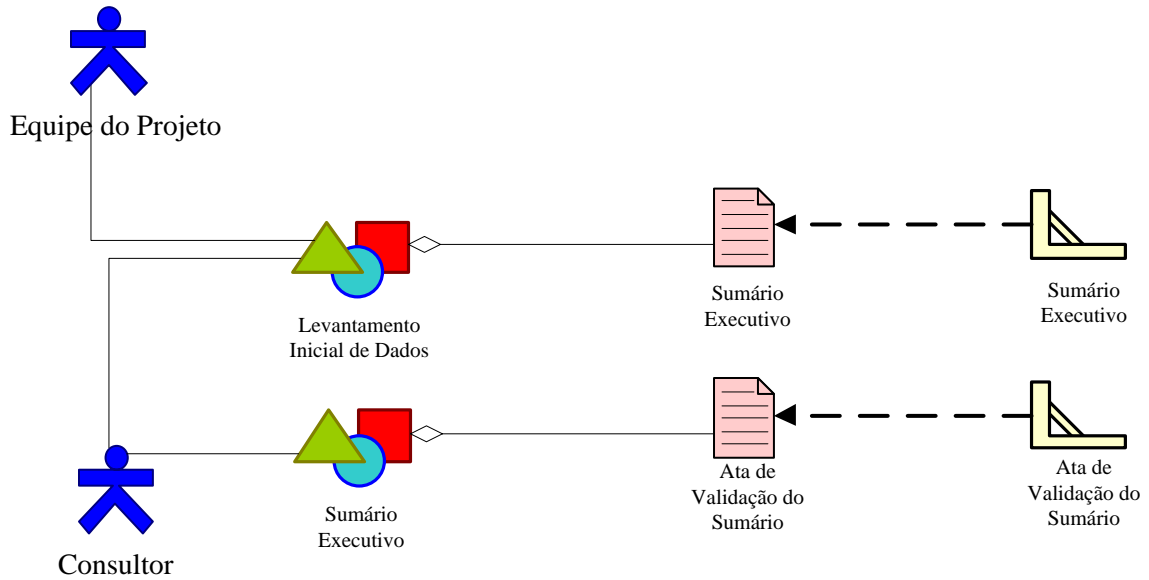 Equipe do Projeto
Levantamento
Inicial de Dados
Sumário
Executivo
Sumário
Executivo
Sumário
Executivo
Ata de
Validação do
Sumário
Ata de
Validação do
Sumário
Consultor